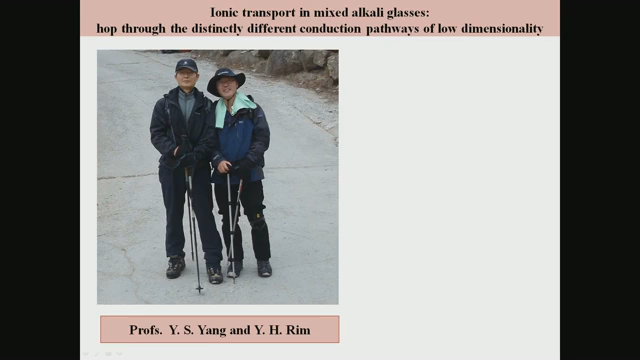 Ionic transport in mixed alkali glasses:
hop through the distinctly different conduction pathways of low dimensionality
Profs. Y. S. Yang and Y. H. Rim